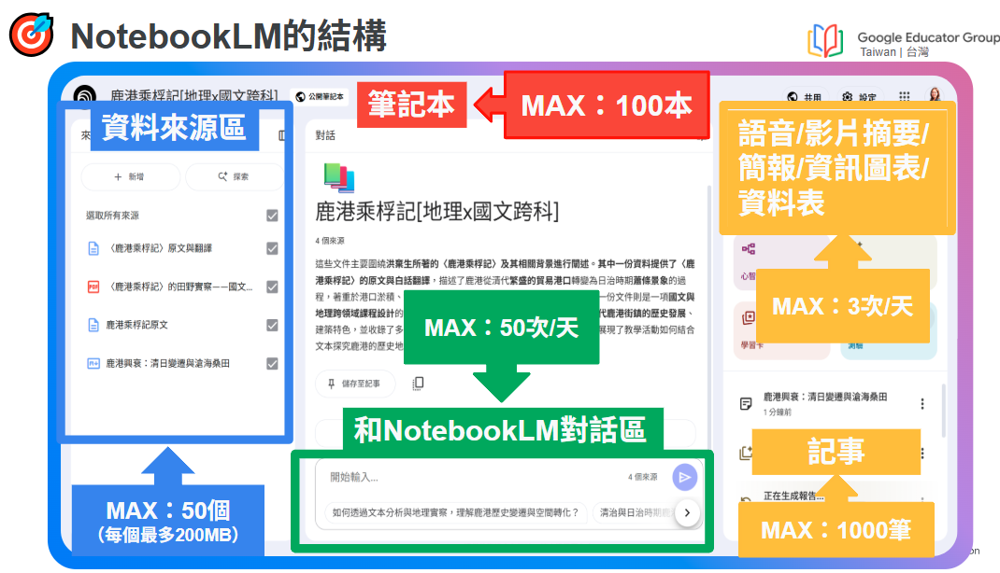 NotebookLM的結構
Google Educator Group
Taiwan | 台灣
鹿港乘桴記[地理x國文跨科]
公開筆記本
筆記本
MAX：100本
共用
設定
資料來源區
來
新增
探索
選取所有來源
〈鹿港乘桴記〉原文與翻譯
PDF
〈鹿港乘桴記〉的田野實察——國文...
鹿港乘桴記原文
鹿港興衰：清日變遷與滄海桑田
MAX：50個
（每個最多200MB）
對話
鹿港乘桴記[地理x國文跨科]
4 個來源
這些文件主要圍繞洪棄生所著的〈鹿港乘桴記〉及其相關背景進行闡述。其中一份資料提供了〈鹿
港乘桴記〉的原文與白話翻譯，描述了鹿港從清代繁盛的貿易港口轉變為日治時期蕭條景象的過
程，著重於港口淤積、
一份文件則是一項國文與
地理跨領域課程設計的
代鹿港街鎮的歷史發展、
建築特色，並收錄了多
展現了教學活動如何結合
文本探究鹿港的歷史地
MAX：50次/天
儲存至記事
和NotebookLM對話區
開始輸入...
4 個來源
如何透過文本分析與地理實察，理解鹿港歷史變遷與空間轉化？
清治與日治時期鹿
語音/影片摘要/
簡報/資訊圖表/
資料表
心智
MAX：3次/天
學習卡
測驗
鹿港興衰：清日變遷與滄海桑田
1 分鐘前
記事
正在生成報告...
MAX：1000筆
on